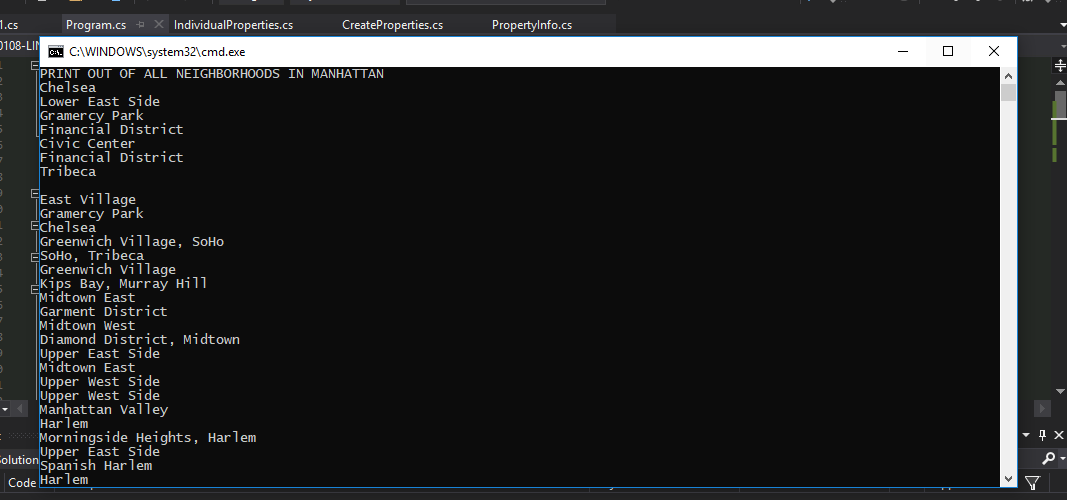 1.cs Program.cs IndividualProperties.cs CreateProperties.cs PropertyInfo.cs
C:\WINDOWS\system32\cmd.exe
PRINT OUT OF ALL NEIGHBORHOODS IN MANHATTAN
Chelsea
Lower East Side
Gramercy Park
Financial District
Civic Center
Financial District
Tribeca
East Village
Gramercy Park
Chelsea
Greenwich Village, SoHo
SoHo, Tribeca
Greenwich Village
Kips Bay, Murray Hill
Midtown East
Garment District
Midtown West
Diamond District, Midtown
Upper East Side
Midtown East
Upper West Side
Upper West Side
Manhattan Valley
Harlem
Morningside Heights, Harlem
Upper East Side
Spanish Harlem
Harlem
Solution
Code